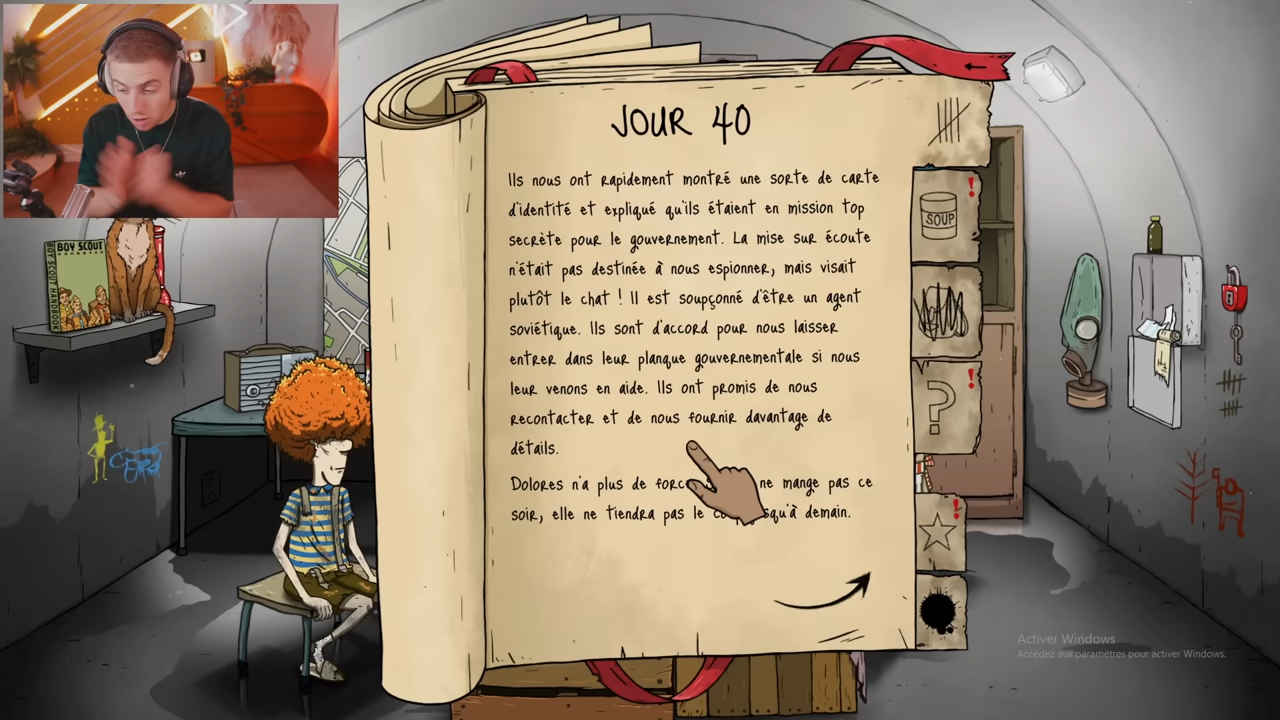 JOUR 40
Ils nous ont rapidement montré une sorte de carte
d'identité et expliqué qu'ils étaient en mission top
secrète pour le gouvernement. La mise sur écoute
n'était pas destinée à nous espionner, mais visait
plutôt le chat ! Il est soupçonné d'être un agent
soviétique. Ils sont d'accord pour nous laisser
entrer dans leur planque gouvernementale si nous
leur venons en aide. Ils ont promis de nous
recontacter et de nous fournir davantage de
détails.
Dolores n'a plus de ne mange pas ce
soir, elle ne tiendra pas le demain.
SOUP
BOY SCOUT
BOY SCOUT HANDBOOK
Activer Windows
Accédez aux paramètres pour activer Windows.